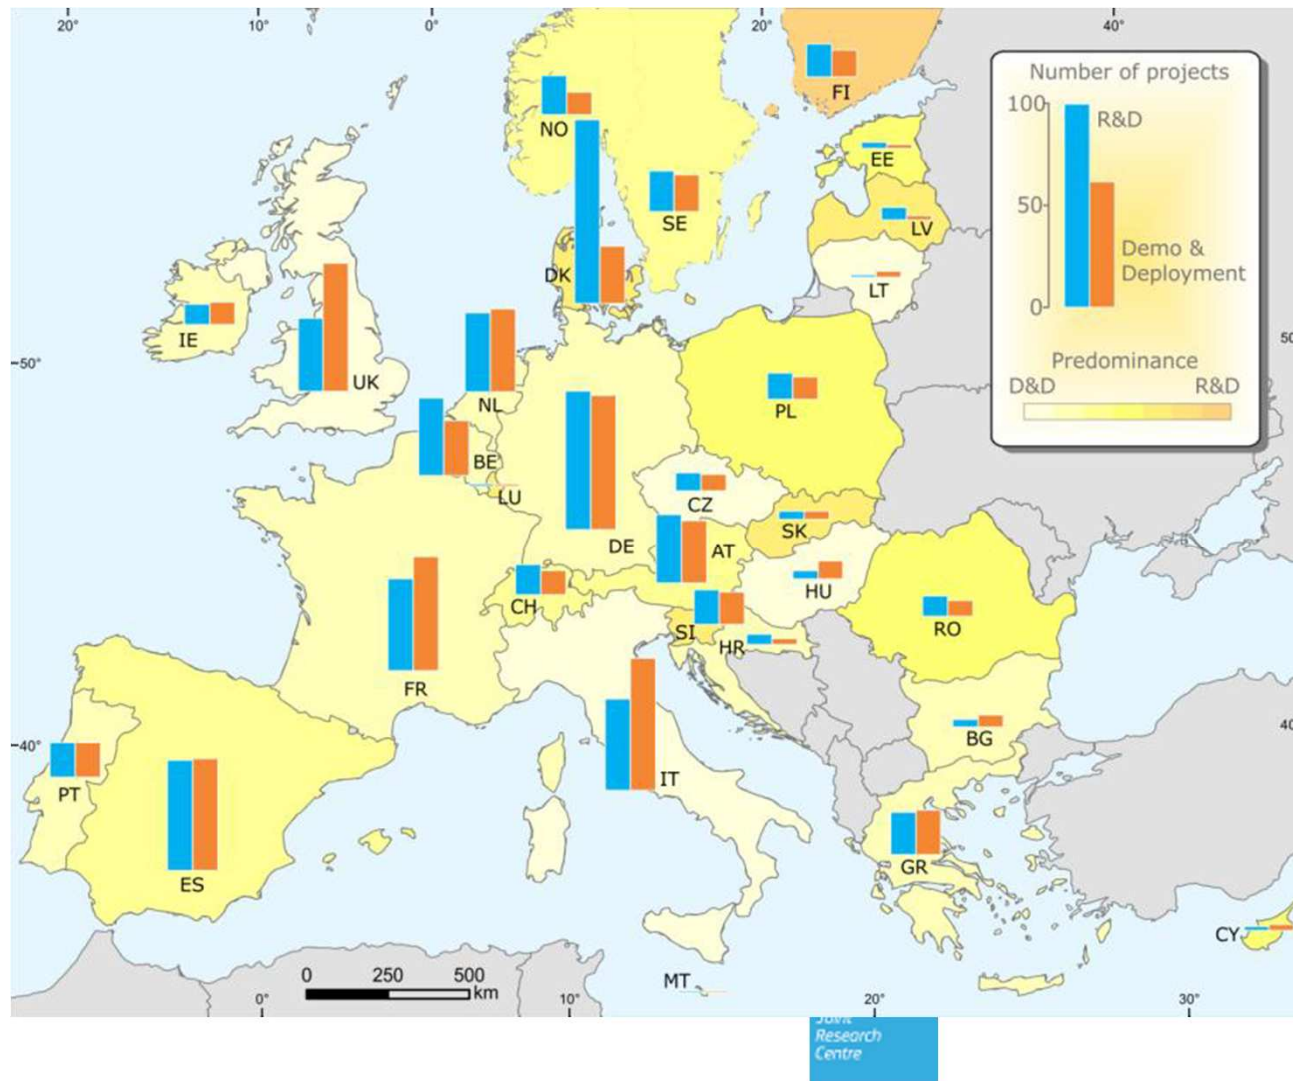 20°
10°
0°
20°
40°
Number of projects
100
R&D
50
Demo &
Deployment
0
Predominance
D&D
R&D
FI
NO
EE
SE
LV
DK
LT
IE
50°
50
UK
NL
PL
BE
LU
CZ
SK
DE
AT
CH
HU
SI
RO
HR
FR
40°
40
BG
PT
IT
ES
GR
CY
MT
0
250
500
km
0°
10°
20°
30°
Joint
Research
Centre